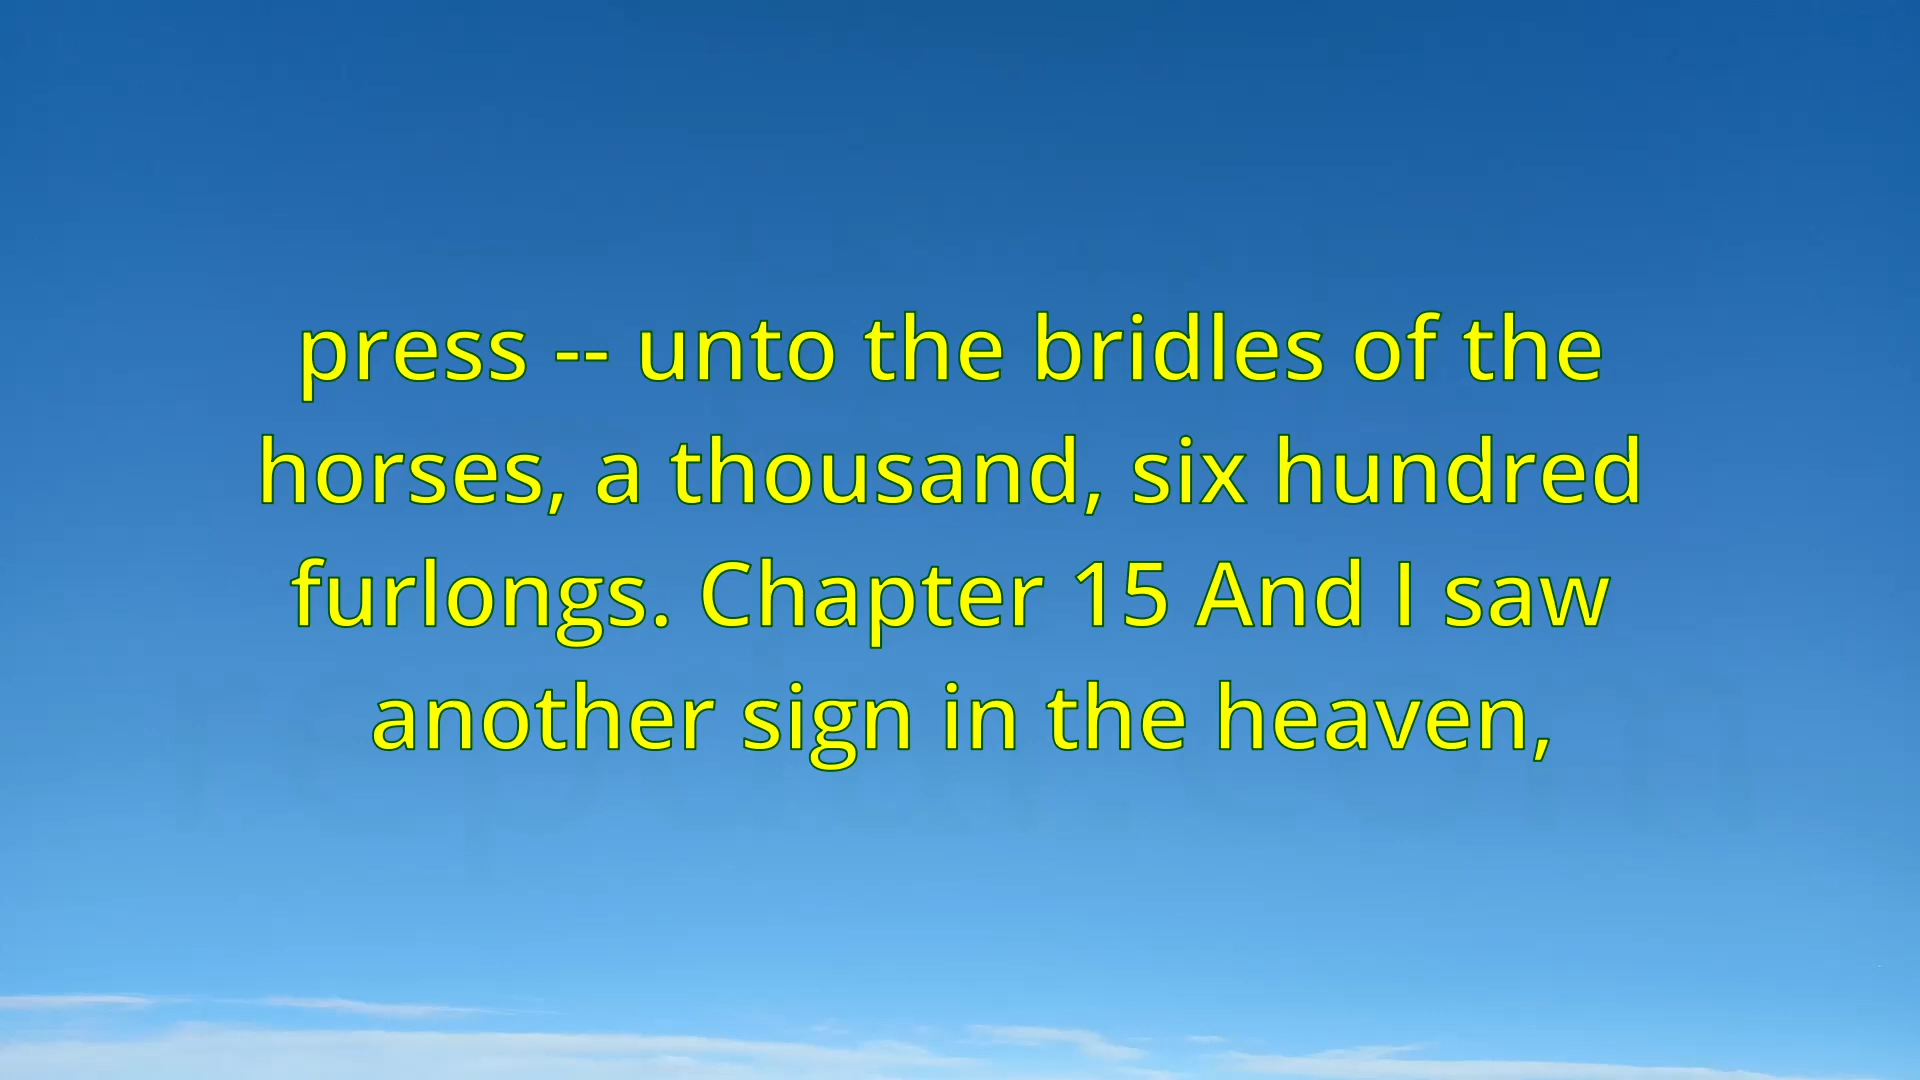 press -- unto the bridles of the
horses, a thousand, six hundred
furlongs. Chapter 15 And I saw
another sign in the heaven,